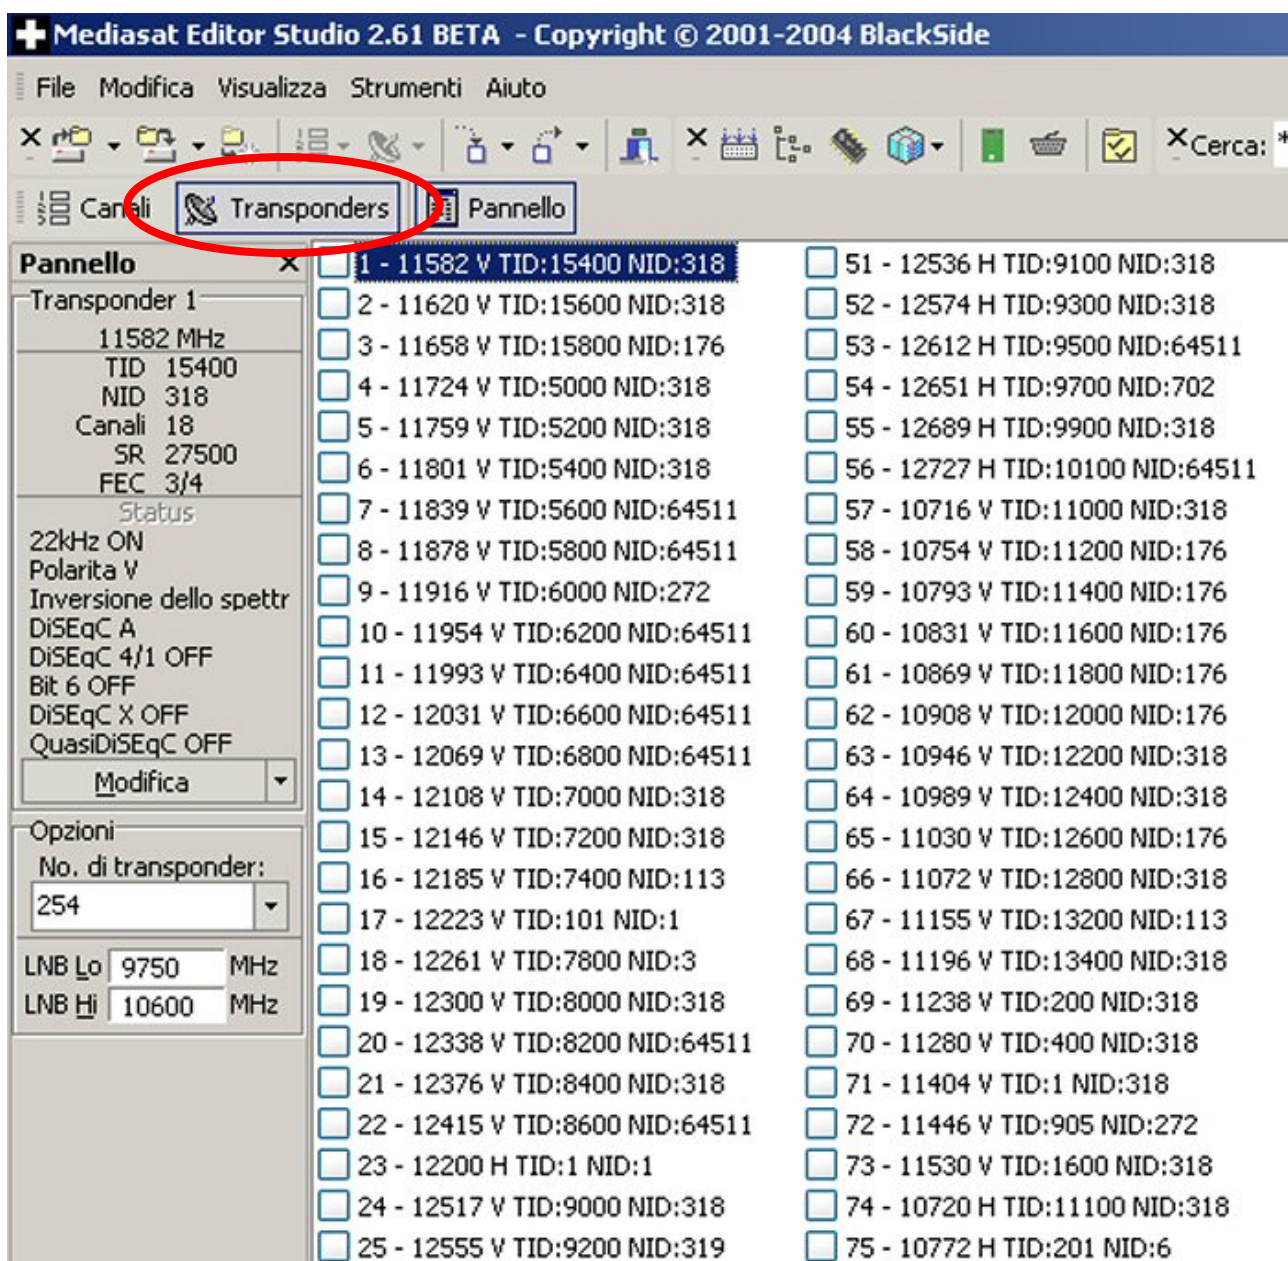 Mediasat Editor Studio 2.61 BETA - Copyright © 2001-2004 BlackSide
File Modifica Visualizza Strumenti Aiuto
Cerca: *
Canali Transponders Pannello
Pannello
Transponder 1
11582 MHz
TID 15400
NID 318
Canali 18
SR 27500
FEC 3/4
Status
22kHz ON
Polarita V
Inversione dello spettr
DiSEqC A
DiSEqC 4/1 OFF
Bit 6 OFF
DiSEqC X OFF
QuasiDiSEqC OFF
Modifica
Opzioni
No. di transponder:
254
LNB Lo 9750 MHz
LNB Hi 10600 MHz
1 - 11582 V TID:15400 NID:318
2 - 11620 V TID:15600 NID:318
3 - 11658 V TID:15800 NID:176
4 - 11724 V TID:5000 NID:318
5 - 11759 V TID:5200 NID:318
6 - 11801 V TID:5400 NID:318
7 - 11839 V TID:5600 NID:64511
8 - 11878 V TID:5800 NID:64511
9 - 11916 V TID:6000 NID:272
10 - 11954 V TID:6200 NID:64511
11 - 11993 V TID:6400 NID:64511
12 - 12031 V TID:6600 NID:64511
13 - 12069 V TID:6800 NID:64511
14 - 12108 V TID:7000 NID:318
15 - 12146 V TID:7200 NID:318
16 - 12185 V TID:7400 NID:113
17 - 12223 V TID:101 NID:1
18 - 12261 V TID:7800 NID:3
19 - 12300 V TID:8000 NID:318
20 - 12338 V TID:8200 NID:64511
21 - 12376 V TID:8400 NID:318
22 - 12415 V TID:8600 NID:64511
23 - 12200 H TID:1 NID:1
24 - 12517 V TID:9000 NID:318
25 - 12555 V TID:9200 NID:319
51 - 12536 H TID:9100 NID:318
52 - 12574 H TID:9300 NID:318
53 - 12612 H TID:9500 NID:64511
54 - 12651 H TID:9700 NID:702
55 - 12689 H TID:9900 NID:318
56 - 12727 H TID:10100 NID:64511
57 - 10716 V TID:11000 NID:318
58 - 10754 V TID:11200 NID:176
59 - 10793 V TID:11400 NID:176
60 - 10831 V TID:11600 NID:176
61 - 10869 V TID:11800 NID:176
62 - 10908 V TID:12000 NID:176
63 - 10946 V TID:12200 NID:318
64 - 10989 V TID:12400 NID:318
65 - 11030 V TID:12600 NID:176
66 - 11072 V TID:12800 NID:318
67 - 11155 V TID:13200 NID:113
68 - 11196 V TID:13400 NID:318
69 - 11238 V TID:200 NID:318
70 - 11280 V TID:400 NID:318
71 - 11404 V TID:1 NID:318
72 - 11446 V TID:905 NID:272
73 - 11530 V TID:1600 NID:318
74 - 10720 H TID:11100 NID:318
75 - 10772 H TID:201 NID:6